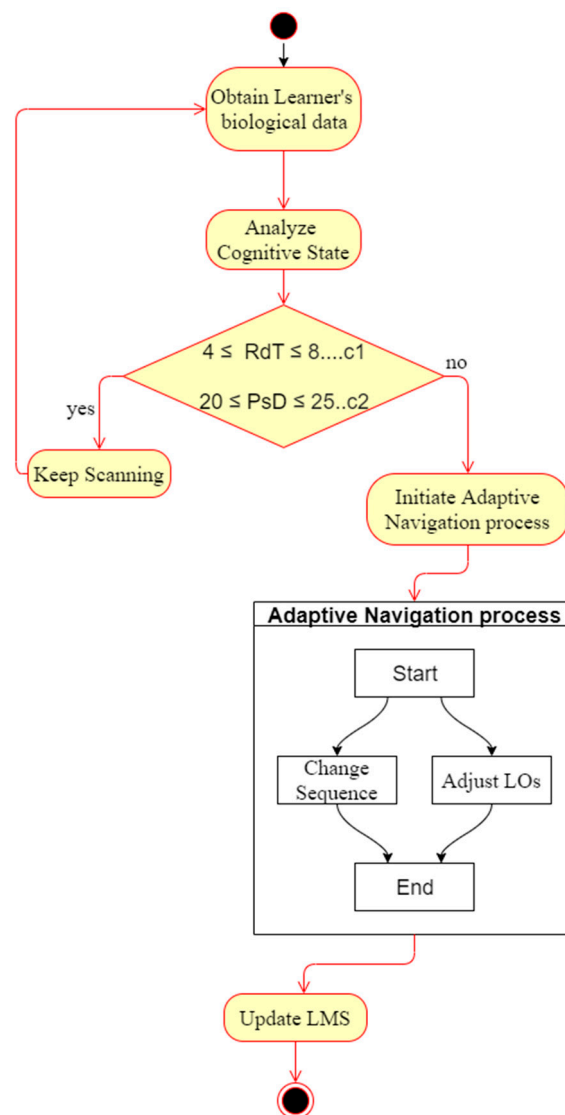 Obtain Learner's
biological data
Analyze
Cognitive State
4 ≤ RdT ≤ 8....c1
20 ≤ PsD ≤ 25..c2
yes
no
Keep Scanning
Initiate Adaptive
Navigation process
Adaptive Navigation process
Start
Change
Sequence
Adjust LOs
End
Update LMS